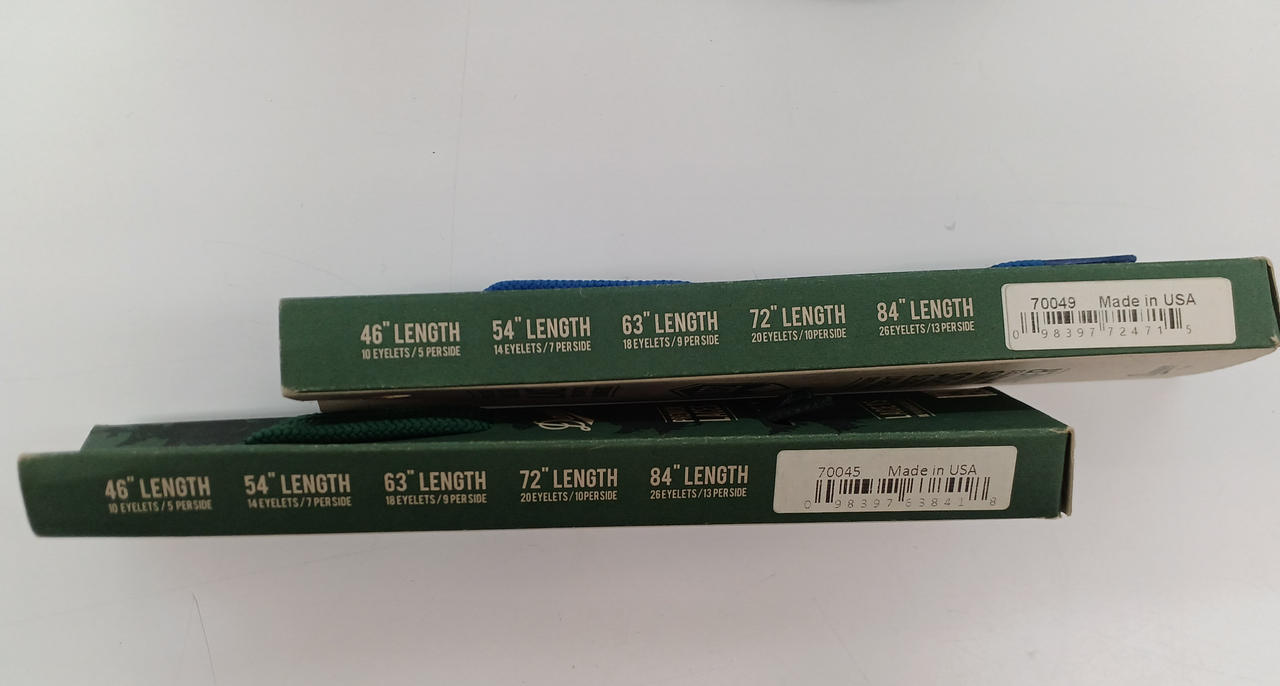 46" LENGTH
10 EYELETS / 5 PER SIDE
54" LENGTH
14 EYELETS / 7 PER SIDE
63" LENGTH
18 EYELETS / 9 PER SIDE
72" LENGTH
20 EYELETS / 10 PER SIDE
84" LENGTH
26 EYELETS / 13 PER SIDE
70049 Made in USA
0 98397 72471 5
46" LENGTH
10 EYELETS / 5 PER SIDE
54" LENGTH
14 EYELETS / 7 PER SIDE
63" LENGTH
18 EYELETS / 9 PER SIDE
72" LENGTH
20 EYELETS / 10 PER SIDE
84" LENGTH
26 EYELETS / 13 PER SIDE
70045 Made in USA
0 98397 63841 8